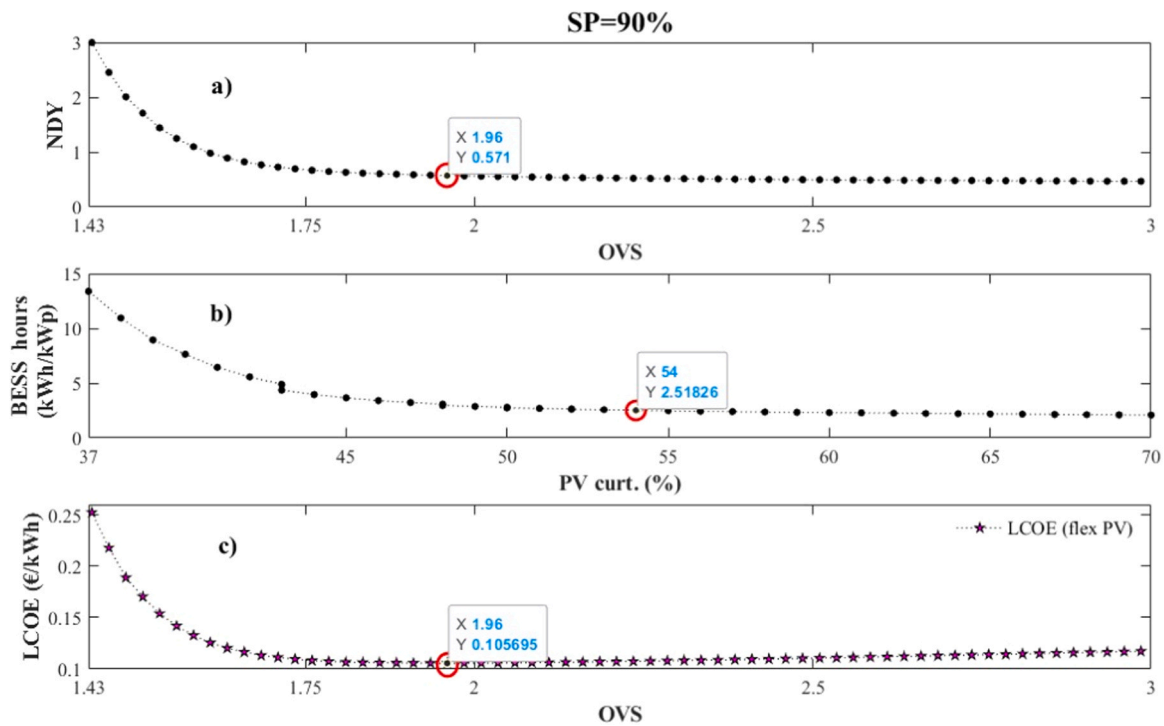 SP=90%
3
2
1
0
NDY
a)
X 1.96
Y 0.571
1.43
1.75
2
2.5
3
OVS
15
10
5
0
BESS hours
(kWh/kWp)
b)
X 54
Y 2.51826
37
45
50
55
60
65
70
PV curt. (%)
0.25
0.2
0.15
0.1
LCOE (€/kWh)
c)
LCOE (flex PV)
X 1.96
Y 0.105695
1.43
1.75
2
2.5
3
OVS